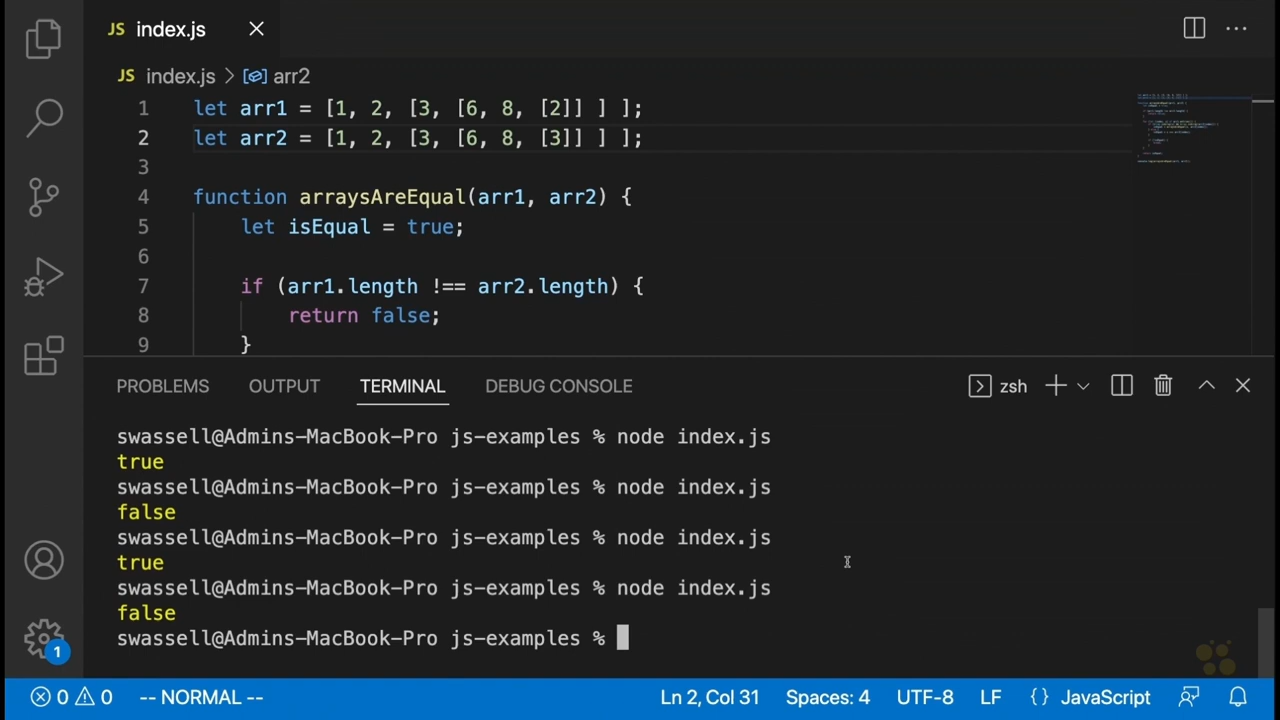 JS index.js
JS index.js > arr2
1 let arr1 = [1, 2, [3, [6, 8, [2]] ] ];
2 let arr2 = [1, 2, [3, [6, 8, [3]] ] ];
3
4 function arraysAreEqual(arr1, arr2) {
5 let isEqual = true;
6
7 if (arr1.length !== arr2.length) {
8 return false;
9 }
PROBLEMS OUTPUT TERMINAL DEBUG CONSOLE zsh
swassell@Admins-MacBook-Pro js-examples % node index.js
true
swassell@Admins-MacBook-Pro js-examples % node index.js
false
swassell@Admins-MacBook-Pro js-examples % node index.js
true
swassell@Admins-MacBook-Pro js-examples % node index.js
false
swassell@Admins-MacBook-Pro js-examples %
1
0 0 -- NORMAL -- Ln 2, Col 31 Spaces: 4 UTF-8 LF {} JavaScript